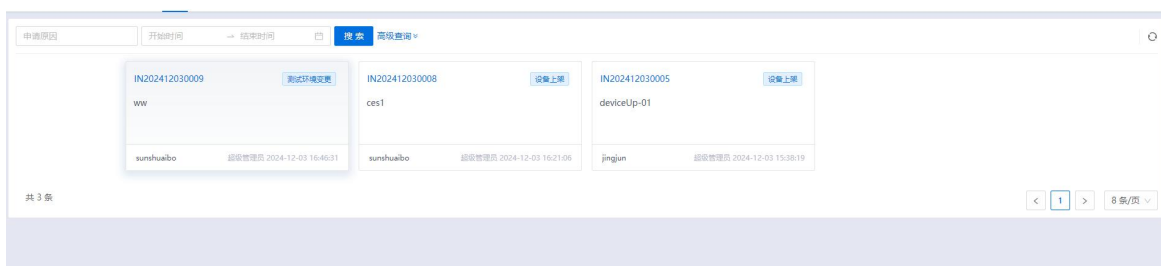 申请原因 开始时间 → 结束时间 搜 索 高级查询
IN202412030009 测试环境变更 IN202412030008 设备上架 IN202412030005 设备上架
ww ces1 deviceUp-01
sunshuaibo 超级管理员 2024-12-03 16:46:31 sunshuaibo 超级管理员 2024-12-03 16:21:06 jingjun 超级管理员 2024-12-03 15:38:19
共 3 条 < 1 > 8 条/页